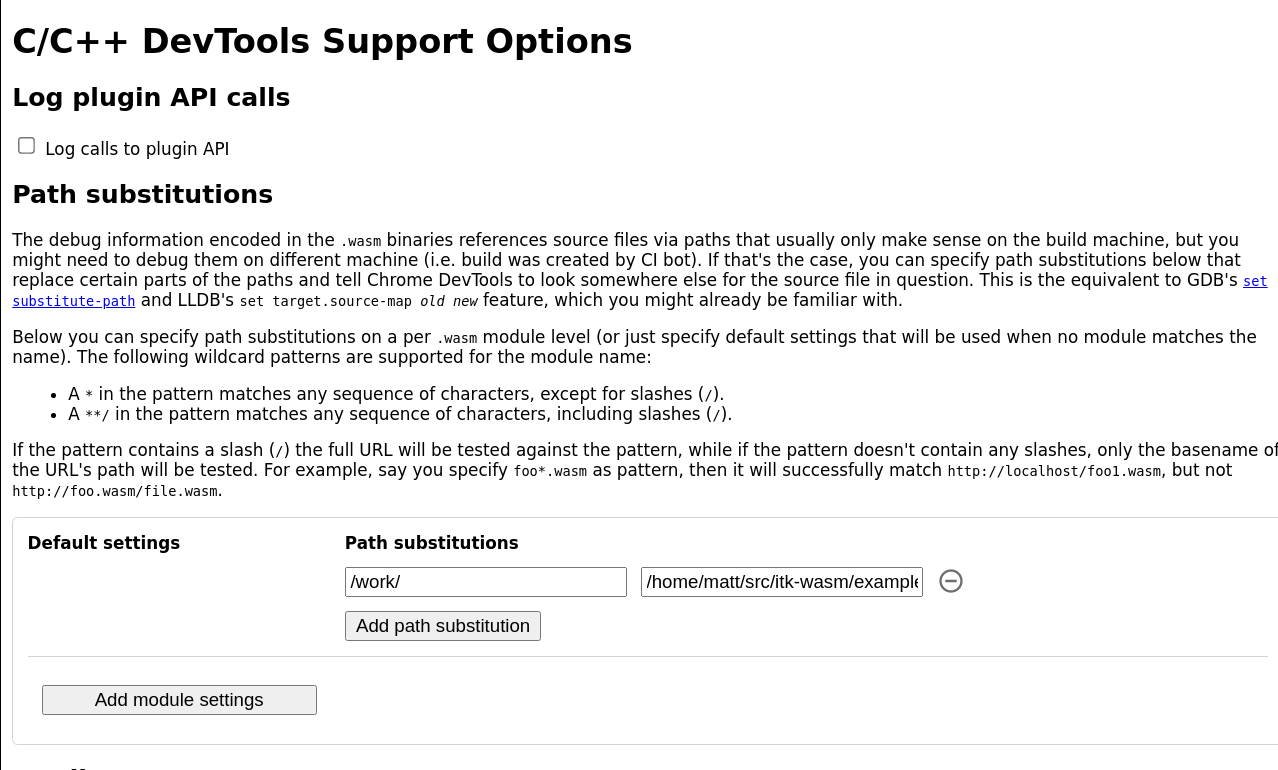 C/C++ DevTools Support Options
Log plugin API calls
Log calls to plugin API
Path substitutions
The debug information encoded in the .wasm binaries references source files via paths that usually only make sense on the build machine, but you
might need to debug them on different machine (i.e. build was created by CI bot). If that's the case, you can specify path substitutions below that
replace certain parts of the paths and tell Chrome DevTools to look somewhere else for the source file in question. This is the equivalent to GDB's set
substitute-path and LLDB's set target.source-map old new feature, which you might already be familiar with.
Below you can specify path substitutions on a per .wasm module level (or just specify default settings that will be used when no module matches the
name). The following wildcard patterns are supported for the module name:
• A * in the pattern matches any sequence of characters, except for slashes (/).
• A **/ in the pattern matches any sequence of characters, including slashes (/).
If the pattern contains a slash (/) the full URL will be tested against the pattern, while if the pattern doesn't contain any slashes, only the basename of
the URL's path will be tested. For example, say you specify foo*.wasm as pattern, then it will successfully match http://localhost/foo1.wasm, but not
http://foo.wasm/file.wasm.
Default settings Path substitutions
/work/ /home/matt/src/itk-wasm/example
Add path substitution
Add module settings